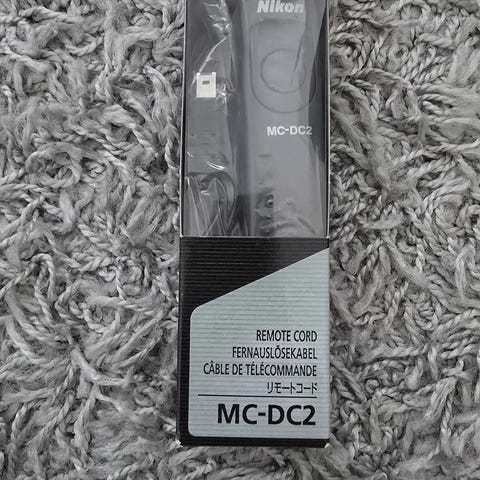 Nikon
MC-DC2
REMOTE CORD
FERNAUSLÖSEKABEL
CÂBLE DE TÉLÉCOMMANDE
リモートコード
MC-DC2